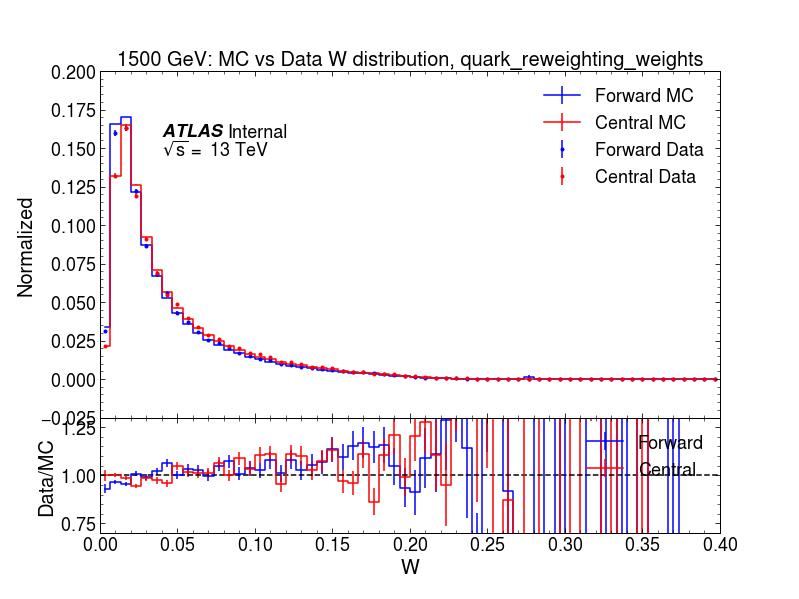 1500 GeV: MC vs Data W distribution, quark_reweighting_weights
0.200
0.175
0.150
0.125
0.100
0.075
0.050
0.025
0.000
−0.025
Normalized
ATLAS Internal
√s = 13 TeV
Forward MC
Central MC
Forward Data
Central Data
1.25
1.00
0.75
Data/MC
Forward
Central
0.00 0.05 0.10 0.15 0.20 0.25 0.30 0.35 0.40
W